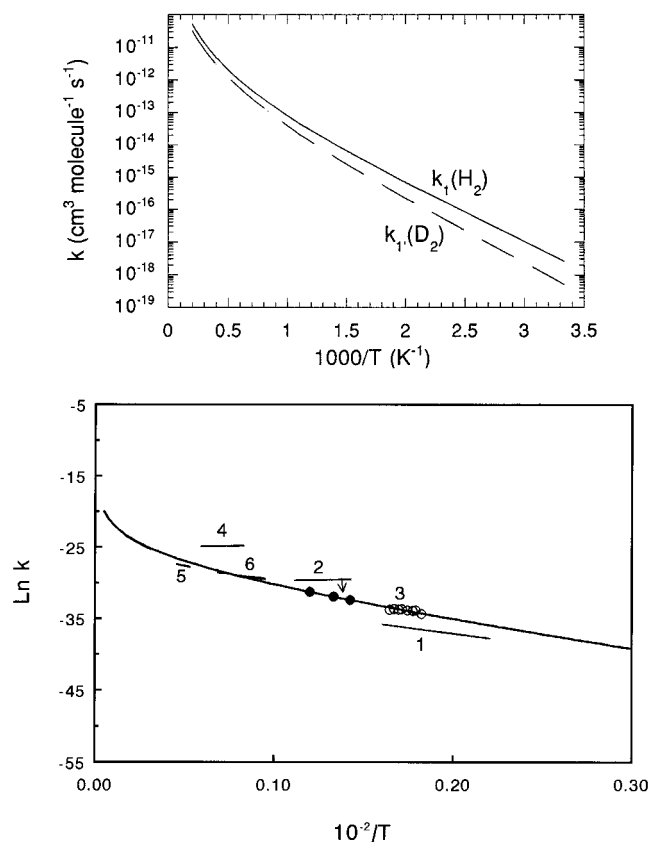 k (cm³ molecule⁻¹ s⁻¹)
10⁻¹¹
10⁻¹²
10⁻¹³
10⁻¹⁴
10⁻¹⁵
10⁻¹⁶
10⁻¹⁷
10⁻¹⁸
10⁻¹⁹
k₁(H₂)
k₁'(D₂)
0 0.5 1 1.5 2 2.5 3 3.5
1000/T (K⁻¹)
Ln k
-5
-15
-25
-35
-45
-55
4
5
6
2
3
1
0.00 0.10 0.20 0.30
10⁻²/T